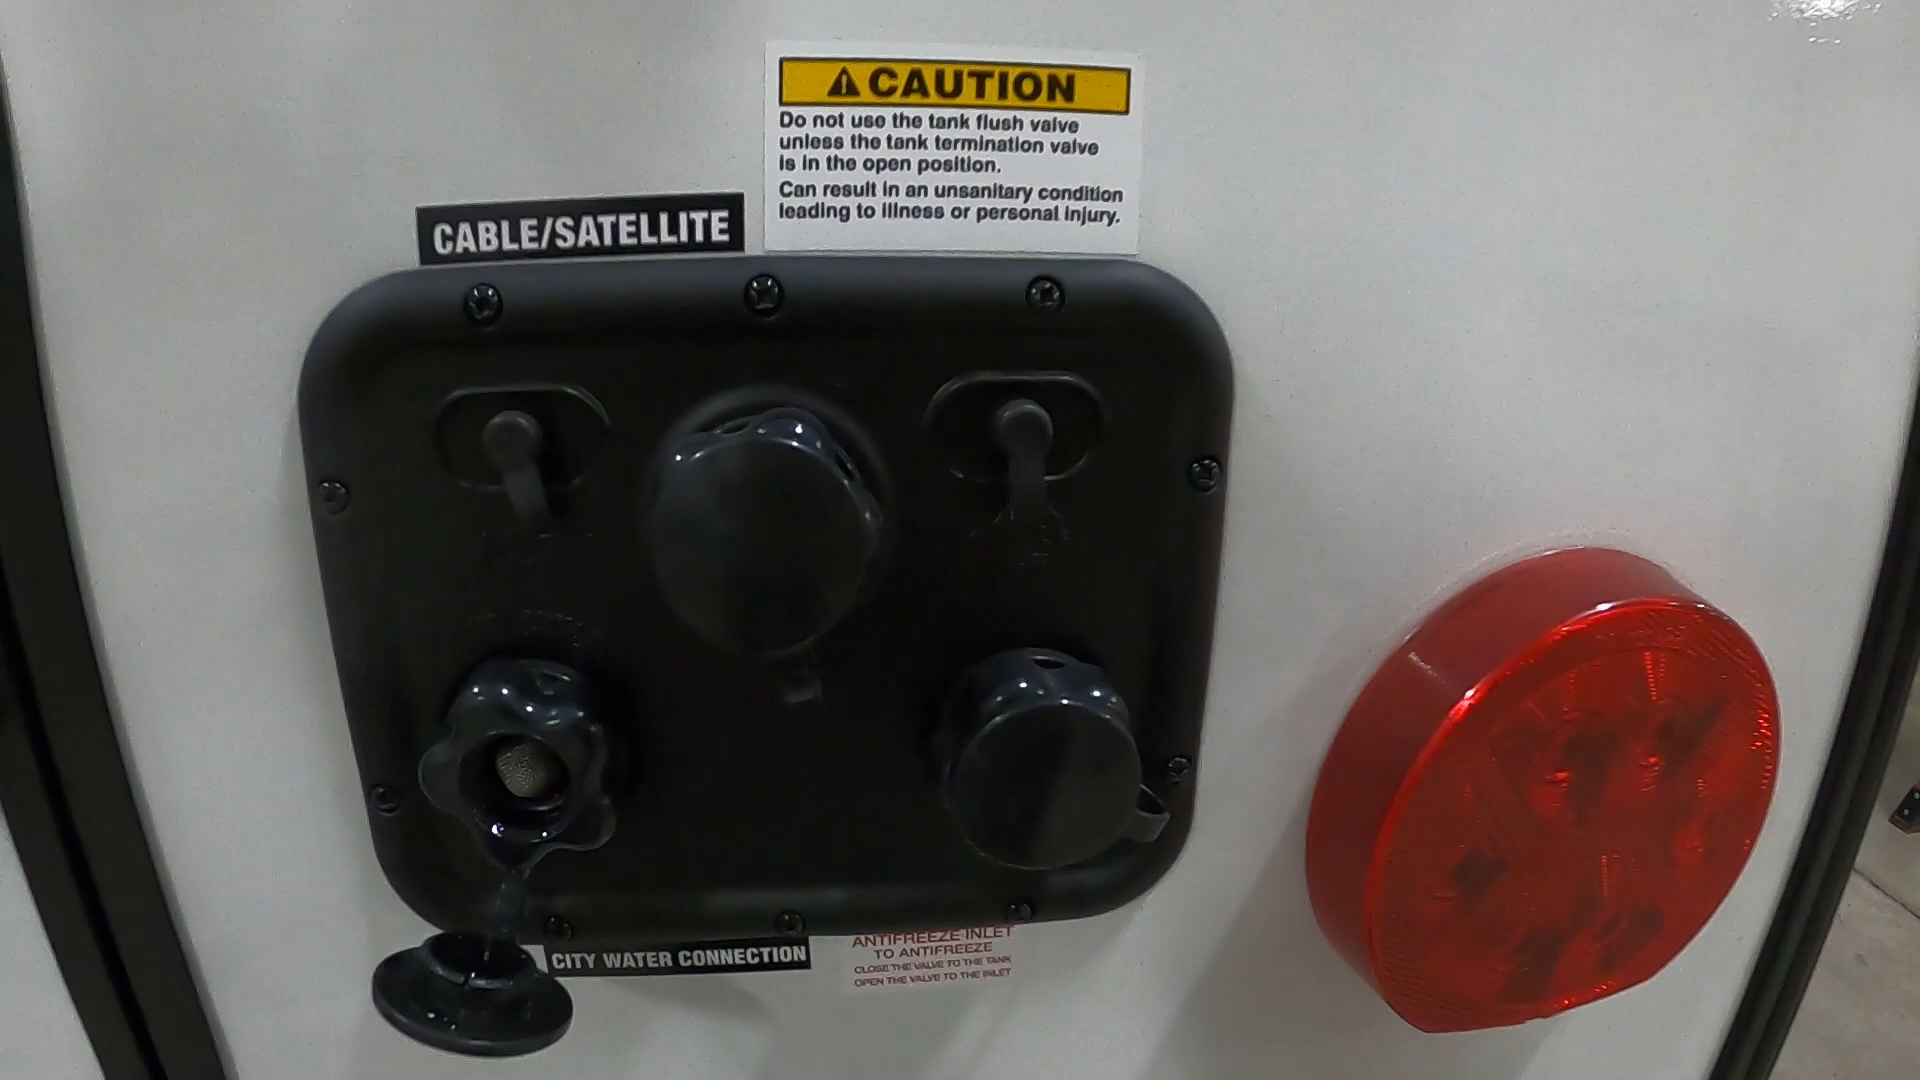 CAUTION
Do not use the tank flush valve
unless the tank termination valve
is in the open position.
Can result in an unsanitary condition
leading to illness or personal injury.
CABLE/SATELLITE
CITY WATER CONNECTION
ANTIFREEZE INLET
TO ANTIFREEZE
CLOSE THE VALVE TO THE TANK
OPEN THE VALVE TO THE INLET